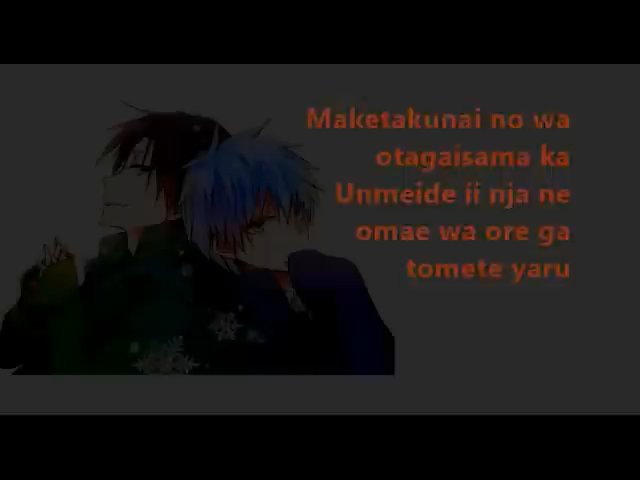 Maketakunai no wa
otagaisama ka
Unmeide ii nja ne
omae wa ore ga
tomete yaru